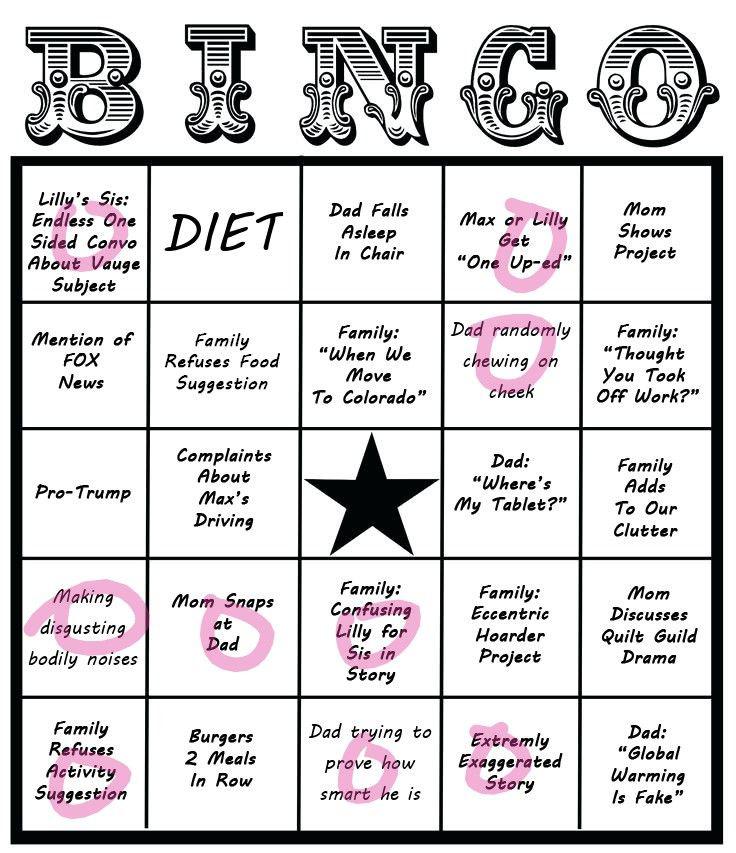 BINGO
Lilly's Sis:
Endless One
Sided Convo
About Vauge
Subject
DIET
Dad Falls
Asleep
In Chair
Max or Lilly
Get
“One Up-ed”
Mom
Shows
Project
Mention of
FOX
News
Family
Refuses Food
Suggestion
Family:
“When We
Move
To Colorado”
Dad randomly
chewing on
cheek
Family:
“Thought
You Took
Off Work?”
Pro-Trump
Complaints
About
Max's
Driving
Dad:
“Where's
My Tablet?”
Family
Adds
To Our
Clutter
Making
disgusting
bodily noises
Mom Snaps
at
Dad
Family:
Confusing
Lilly for
Sis in
Story
Family:
Eccentric
Hoarder
Project
Mom
Discusses
Quilt Guild
Drama
Family
Refuses
Activity
Suggestion
Burgers
2 Meals
In Row
Dad trying to
prove how
smart he is
Extremely
Exaggerated
Story
Dad:
“Global
Warming
Is Fake”